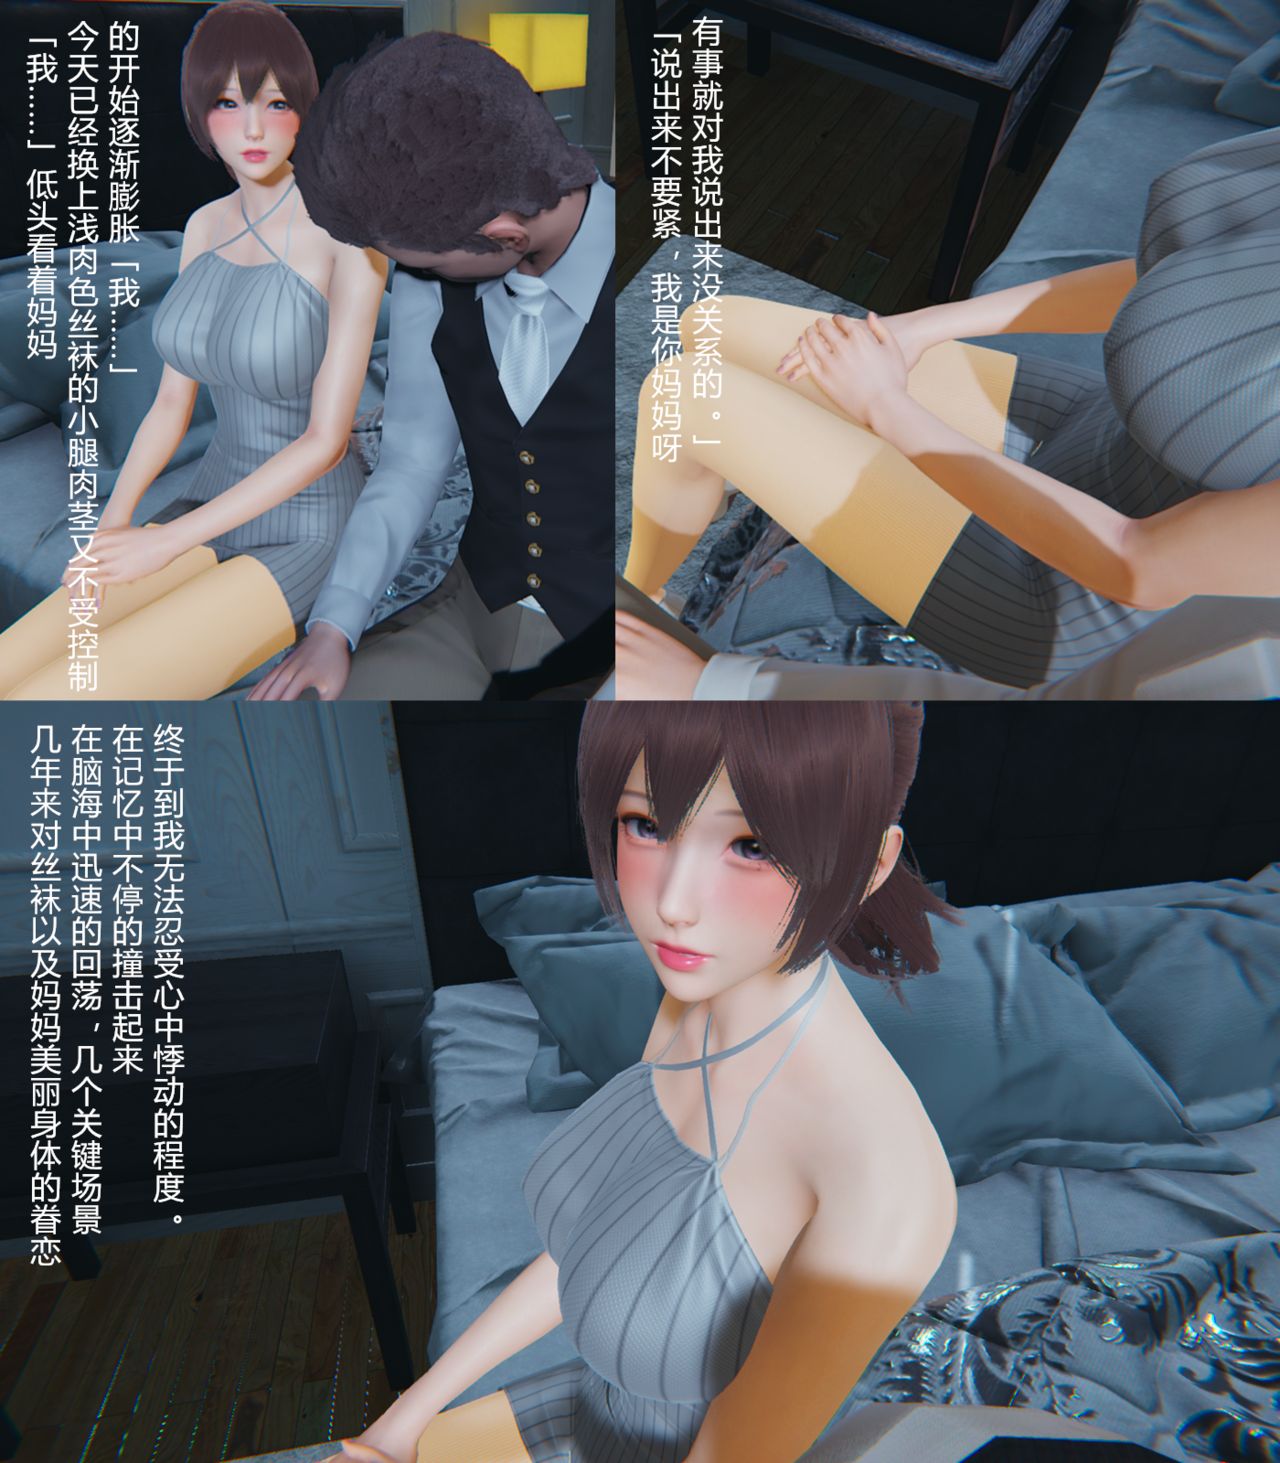 「我……」低头看着妈妈
今天已经换上浅肉色丝袜的小腿肉茎又不受控制
的开始逐渐膨胀「我……」
「说出来不要紧，我是你妈妈呀
有事就对我说出来没关系的。」
几年来对丝袜以及妈妈美丽身体的眷恋
在脑海中迅速的回荡，几个关键场景
在记忆中不停的撞击起来
终于到我无法忍受心中悸动的程度。